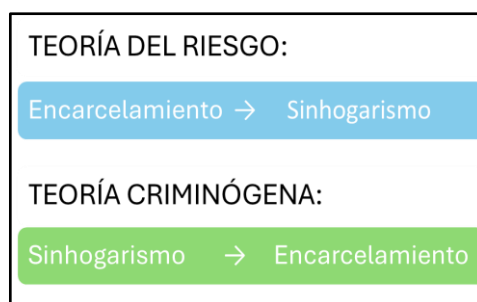 TEORÍA DEL RIESGO:
Encarcelamiento → Sinhogarismo
TEORÍA CRIMINÓGENA:
Sinhogarismo → Encarcelamiento